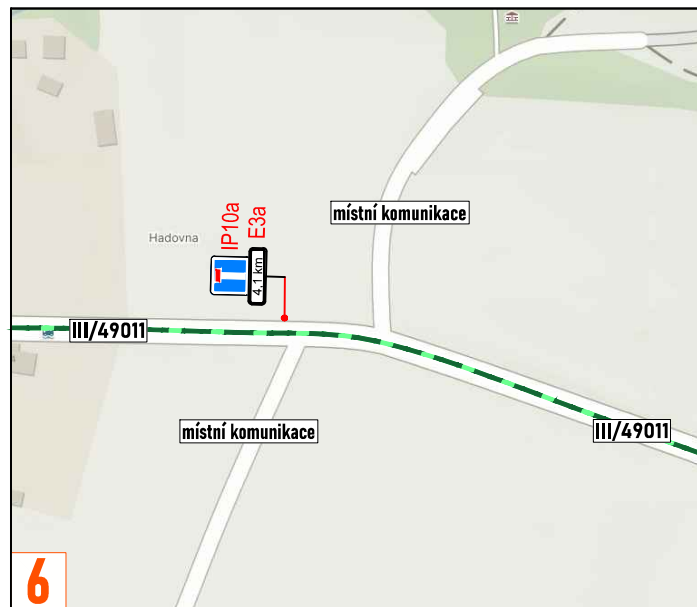 místní komunikace
IP10a
E3a
Hadovna
4,1 km
III/49011
místní komunikace
III/49011
6